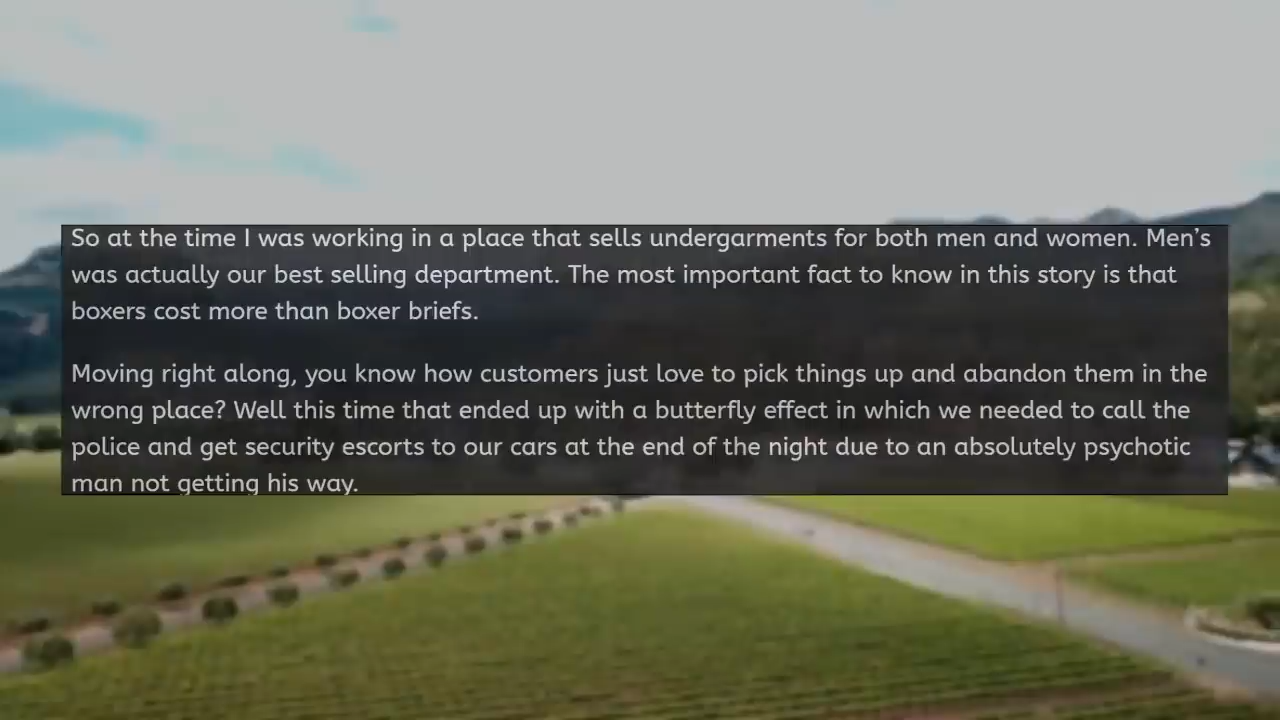 So at the time I was working in a place that sells undergarments for both men and women. Men’s
was actually our best selling department. The most important fact to know in this story is that
boxers cost more than boxer briefs.
Moving right along, you know how customers just love to pick things up and abandon them in the
wrong place? Well this time that ended up with a butterfly effect in which we needed to call the
police and get security escorts to our cars at the end of the night due to an absolutely psychotic
man not getting his way.